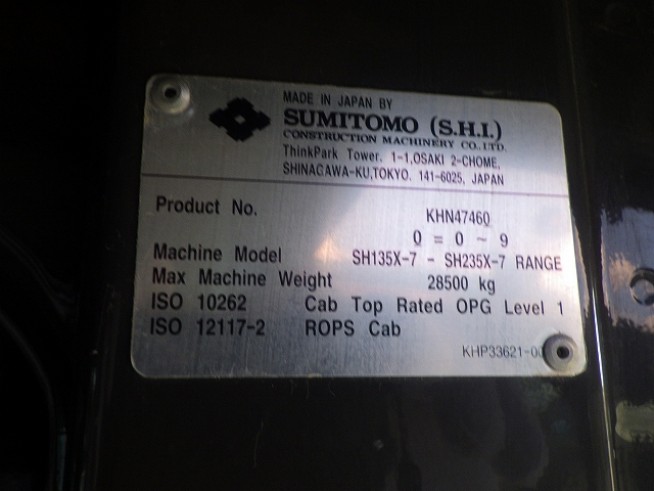 MADE IN JAPAN BY
SUMITOMO (S.H.I.)
CONSTRUCTION MACHINERY CO., LTD.
ThinkPark Tower, 1-1,OSAKI 2-CHOME,
SHINAGAWA-KU,TOKYO. 141-6025, JAPAN
Product No. KHN47460
0 = 0 ~ 9
Machine Model SH135X-7 - SH235X-7 RANGE
Max Machine Weight 28500 kg
ISO 10262 Cab Top Rated OPG Level 1
ISO 12117-2 ROPS Cab